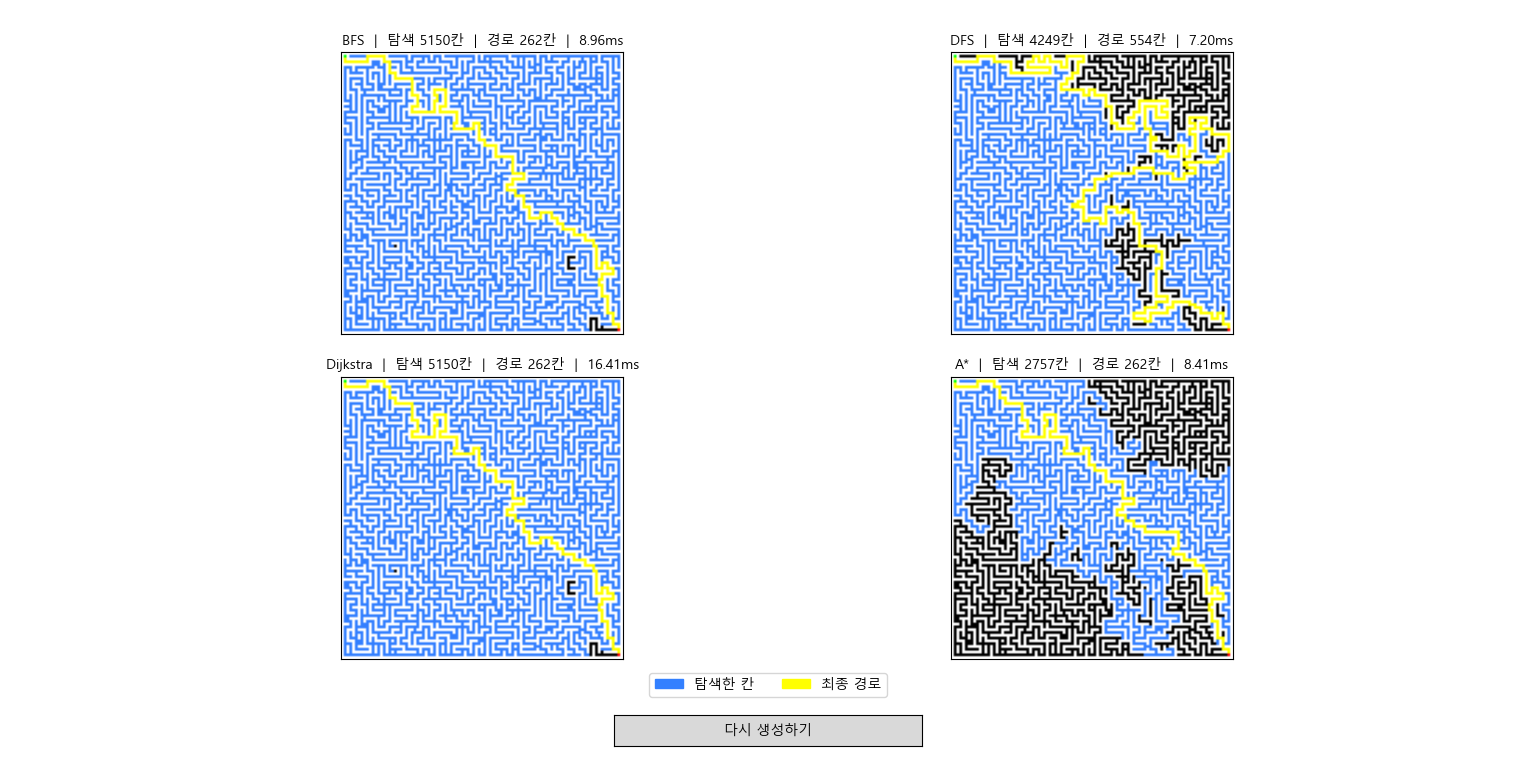 BFS | 탐색 5150칸 | 경로 262칸 | 8.96ms
DFS | 탐색 4249칸 | 경로 554칸 | 7.20ms
Dijkstra | 탐색 5150칸 | 경로 262칸 | 16.41ms
A* | 탐색 2757칸 | 경로 262칸 | 8.41ms
탐색한 칸 최종 경로
다시 생성하기